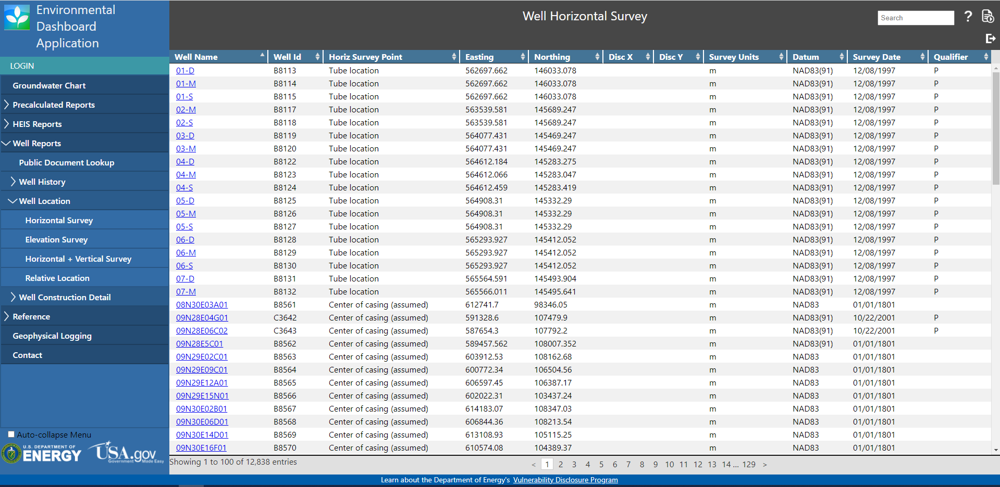 Environmental
Dashboard
Application
LOGIN
Groundwater Chart
Precalculated Reports
HEIS Reports
Well Reports
Public Document Lookup
Well History
Well Location
Horizontal Survey
Elevation Survey
Horizontal + Vertical Survey
Relative Location
Well Construction Detail
Reference
Geophysical Logging
Contact
Auto-collapse Menu
U.S. DEPARTMENT OF
ENERGY
USA.gov
Government Made Easy
Well Horizontal Survey
Search
?
Well Name Well Id Horiz Survey Point Easting Northing Disc X Disc Y Survey Units Datum Survey Date Qualifier
01-D B8113 Tube location 562697.662 146033.078 m NAD83(91) 12/08/1997 P
01-M B8114 Tube location 562697.662 146033.078 m NAD83(91) 12/08/1997 P
01-S B8115 Tube location 562697.662 146033.078 m NAD83(91) 12/08/1997 P
02-M B8117 Tube location 563539.581 145689.247 m NAD83(91) 12/08/1997 P
02-S B8118 Tube location 563539.581 145689.247 m NAD83(91) 12/08/1997 P
03-D B8119 Tube location 564077.431 145469.247 m NAD83(91) 12/08/1997 P
03-M B8120 Tube location 564077.431 145469.247 m NAD83(91) 12/08/1997 P
04-D B8122 Tube location 564612.184 145283.275 m NAD83(91) 12/08/1997 P
04-M B8123 Tube location 564612.066 145283.047 m NAD83(91) 12/08/1997 P
04-S B8124 Tube location 564612.459 145283.419 m NAD83(91) 12/08/1997 P
05-D B8125 Tube location 564908.31 145332.29 m NAD83(91) 12/08/1997 P
05-M B8126 Tube location 564908.31 145332.29 m NAD83(91) 12/08/1997 P
05-S B8127 Tube location 564908.31 145332.29 m NAD83(91) 12/08/1997 P
06-D B8128 Tube location 565293.927 145412.052 m NAD83(91) 12/08/1997 P
06-M B8129 Tube location 565293.927 145412.052 m NAD83(91) 12/08/1997 P
06-S B8130 Tube location 565293.927 145412.052 m NAD83(91) 12/08/1997 P
07-D B8131 Tube location 565564.591 145493.904 m NAD83(91) 12/08/1997 P
07-M B8132 Tube location 565566.011 145495.641 m NAD83(91) 12/08/1997 P
08N30E03A01 B8561 Center of casing (assumed) 612741.7 98346.05 m NAD83 01/01/1801
09N28E04G01 C3642 Center of casing (assumed) 591328.6 107479.9 m NAD83(91) 10/22/2001 P
09N28E06C02 C3643 Center of casing (assumed) 587654.3 107792.2 m NAD83(91) 10/22/2001 P
09N28E5C01 B8562 Center of casing (assumed) 589457.562 108007.352 m NAD83(91) 01/01/1801
09N29E02C01 B8563 Center of casing (assumed) 603912.53 108162.68 m NAD83 01/01/1801
09N29E09C01 B8564 Center of casing (assumed) 600772.34 106504.56 m NAD83 01/01/1801
09N29E12A01 B8565 Center of casing (assumed) 606597.45 106387.17 m NAD83 01/01/1801
09N29E15N01 B8566 Center of casing (assumed) 602022.31 103437.24 m NAD83 01/01/1801
09N30E02B01 B8567 Center of casing (assumed) 614183.07 108347.03 m NAD83 01/01/1801
09N30E06D01 B8568 Center of casing (assumed) 606844.36 108213.54 m NAD83 01/01/1801
09N30E14D01 B8569 Center of casing (assumed) 613108.93 105115.25 m NAD83 01/01/1801
09N30E16F01 B8570 Center of casing (assumed) 610574.08 104389.37 m NAD83 01/01/1801
Showing 1 to 100 of 12,838 entries
< 1 2 3 4 5 6 7 8 9 10 11 12 13 14 ... 129 >
Learn about the Department of Energy's Vulnerability Disclosure Program